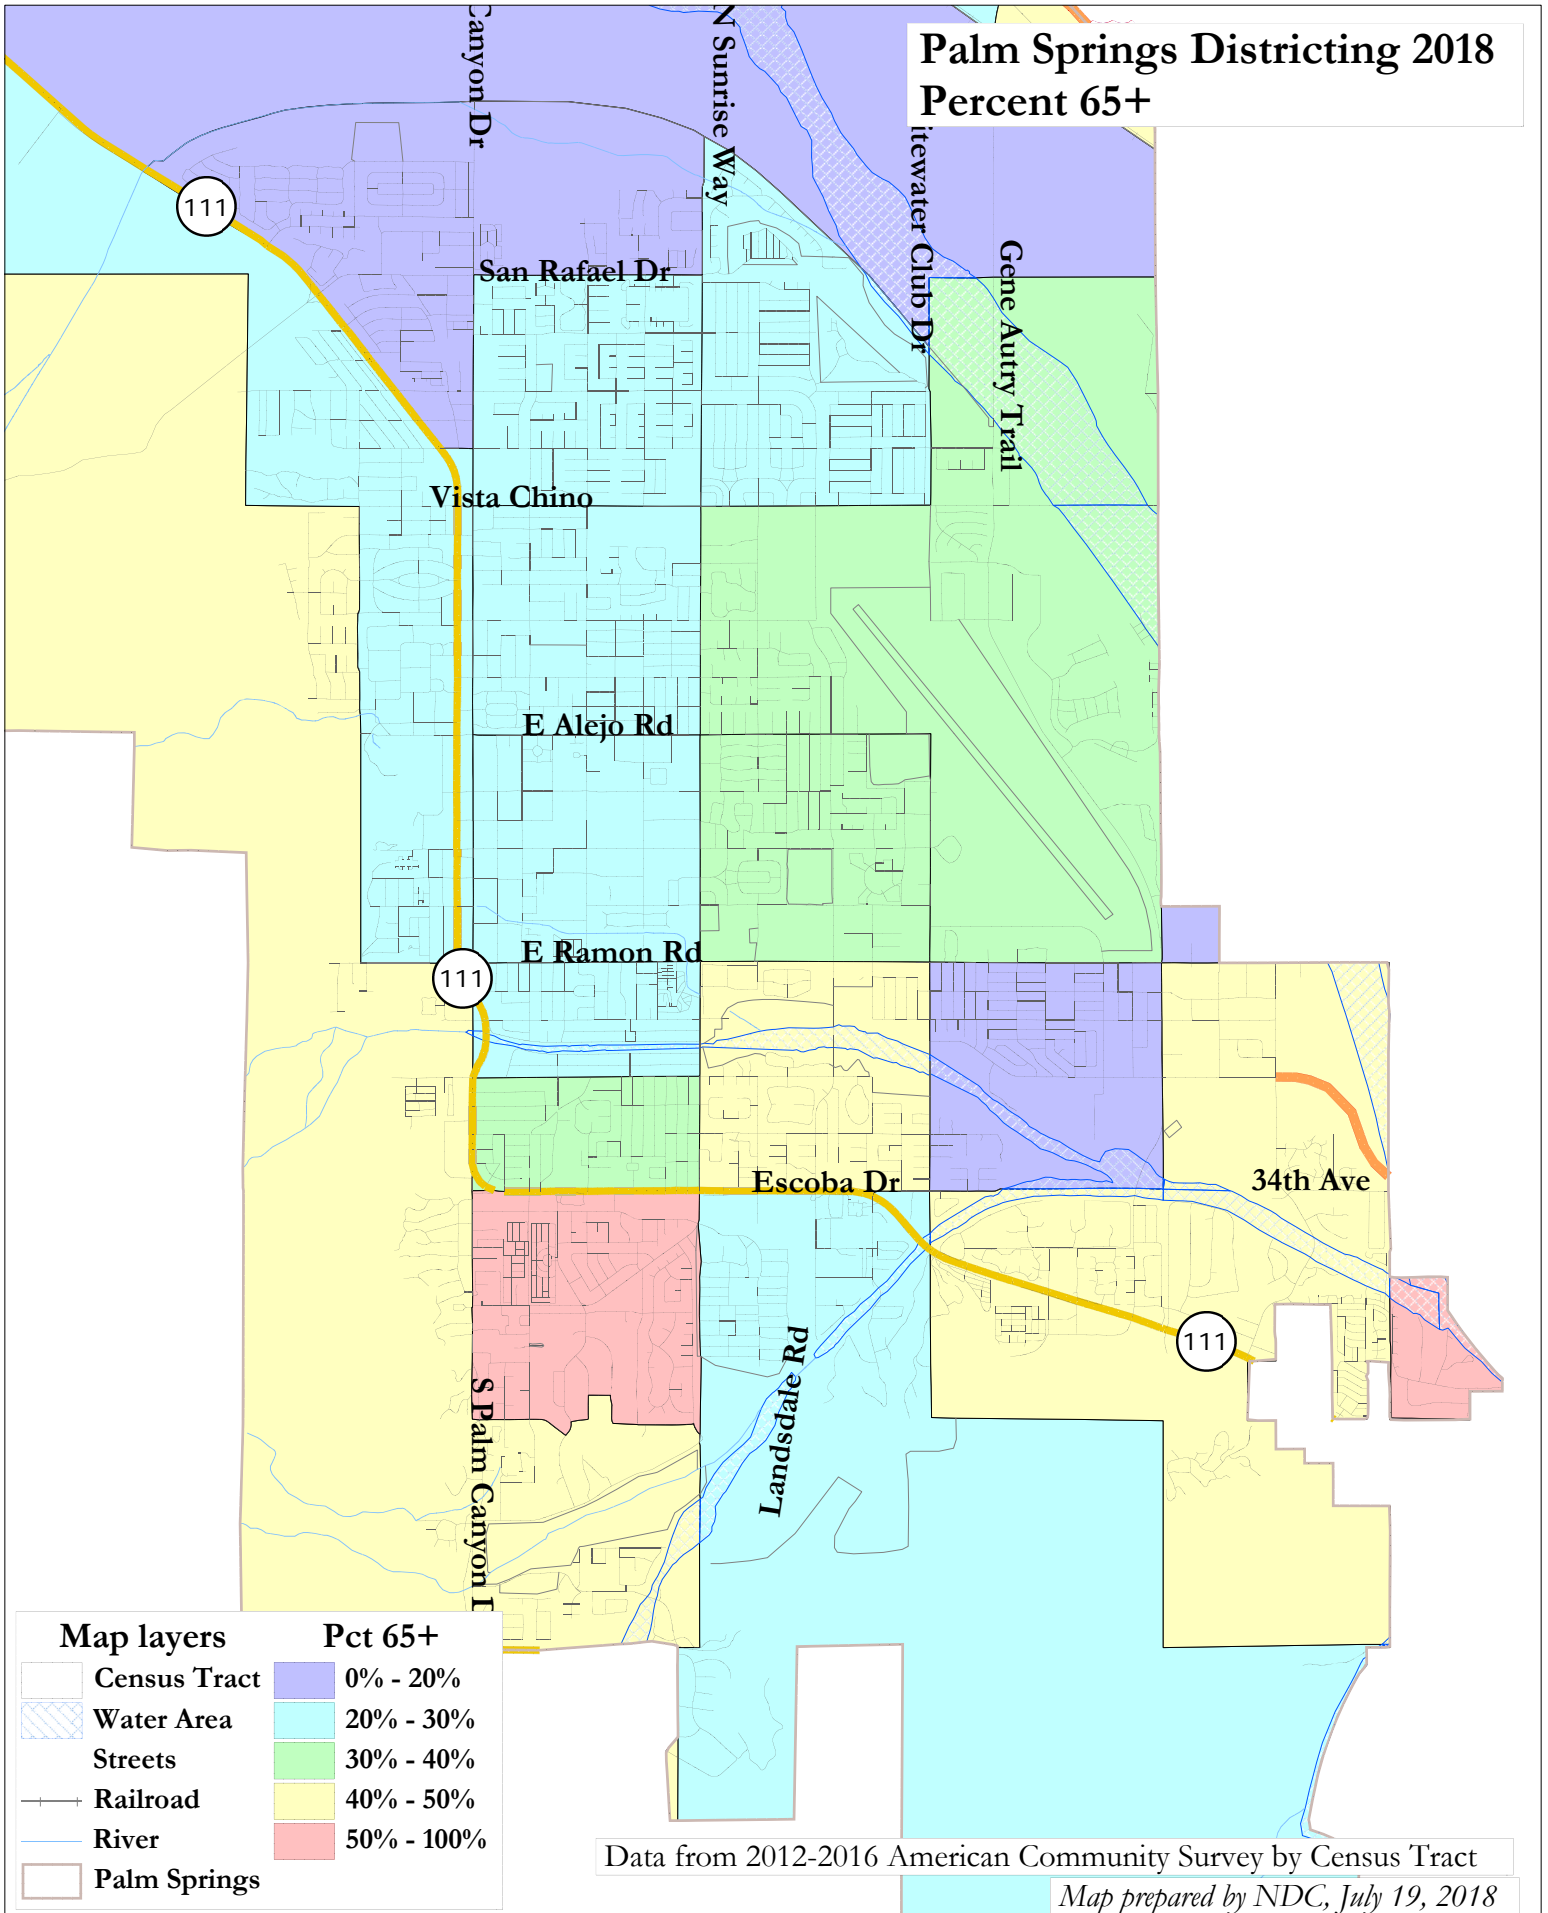 Palm Springs Districting 2018
Percent 65+
Canyon Dr
N Sunrise Way
itewater Club Dr
Gene Autry Trail
111
San Rafael Dr
Vista Chino
E Alejo Rd
E Ramon Rd
111
Escoba Dr
34th Ave
111
Landsdale Rd
S Palm Canyon
Map layers
Census Tract
Water Area
Streets
Railroad
River
Palm Springs
Pct 65+
0% - 20%
20% - 30%
30% - 40%
40% - 50%
50% - 100%
Data from 2012-2016 American Community Survey by Census Tract
Map prepared by NDC, July 19, 2018